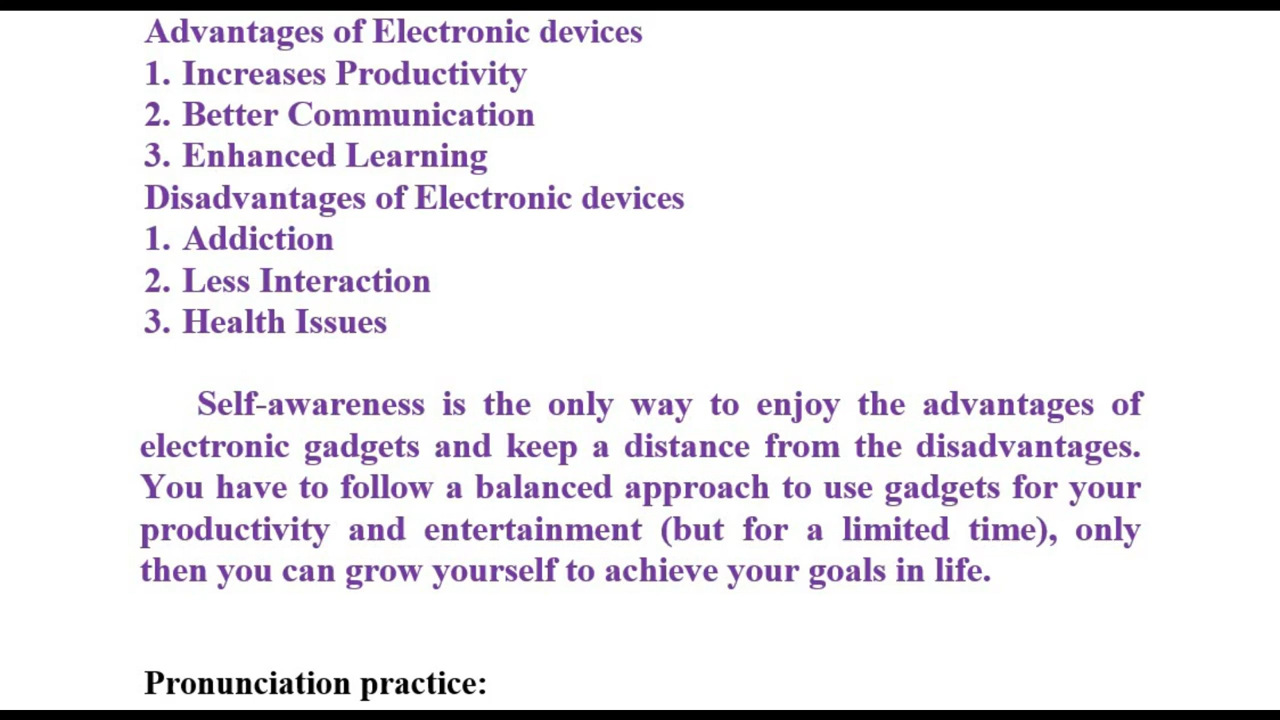 Advantages of Electronic devices
1. Increases Productivity
2. Better Communication
3. Enhanced Learning
Disadvantages of Electronic devices
1. Addiction
2. Less Interaction
3. Health Issues
Self-awareness is the only way to enjoy the advantages of
electronic gadgets and keep a distance from the disadvantages.
You have to follow a balanced approach to use gadgets for your
productivity and entertainment (but for a limited time), only
then you can grow yourself to achieve your goals in life.
Pronunciation practice: